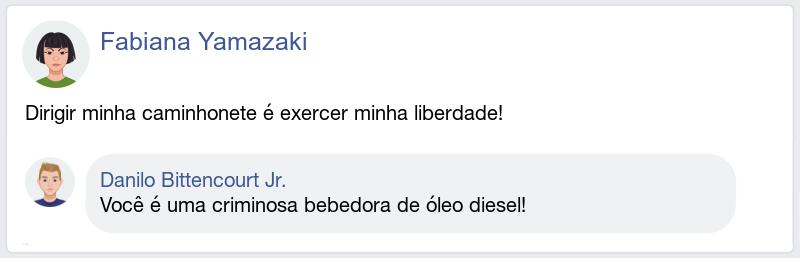 Fabiana Yamazaki
Dirigir minha caminhonete é exercer minha liberdade!
Danilo Bittencourt Jr.
Você é uma criminosa bebedora de óleo diesel!